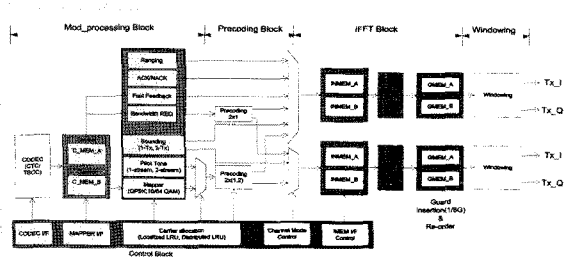 Mod_processing Block
Precoding Block
IFFT Block
Windowing
Ranging
ACK/NACK
Fast Feedback
Bandwidth REQ
Sounding
(1-Tx, 2-Tx)
Pilot Tone
(1-stream, 2-stream)
Mapper
(QPSK/16/64 QAM)
CODEC
(CTC/
TBCC)
C_MEM_A
C_MEM_B
Precoding
2x1
Precoding
2x(1,2)
INMEM_A
INMEM_B
GMEM_A
GMEM_B
Windowing
Tx_I
Tx_Q
INMEM_A
INMEM_B
GMEM_A
GMEM_B
Windowing
Tx_I
Tx_Q
Guard
Insertion(1/8G)
&
Re-order
CODEC I/F
MAPPER I/F
Carrier allocation
(Localized LRU, Distributed LRU)
Channel Mode
Control
MEM I/F
Control
Control Block